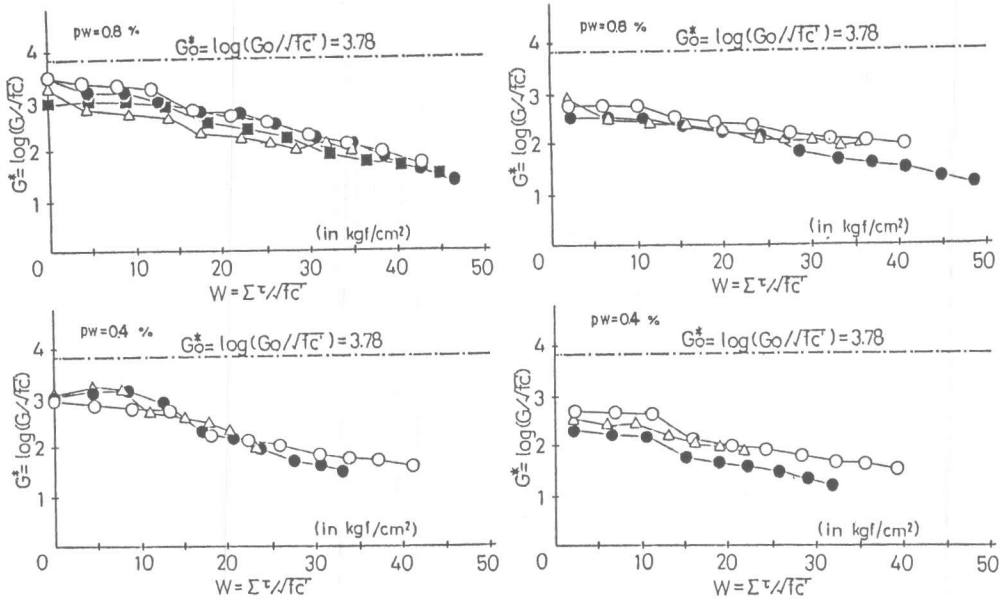 pw=0.8 %
G₀*=log(Go/√fc')=3.78
4
3
2
1
G*=log(G/√fc')
(in kgf/cm²)
0 10 20 30 40 50
W=Στ/√fc'
pw=0.8 %
G₀*=log(Go/√fc')=3.78
4
3
2
1
G*=log(G/√fc')
(in kgf/cm²)
0 10 20 30 40 50
W=Στ/√fc'
pw=0.4 %
G₀*=log(Go/√fc')=3.78
4
3
2
1
G*=log(G/√fc')
(in kgf/cm²)
0 10 20 30 40 50
W=Στ/√fc'
pw=0.4 %
G₀*=log(Go/√fc')=3.78
4
3
2
1
G*=log(G/√fc')
(in kgf/cm²)
0 10 20 30 40 50
W=Στ/√fc'